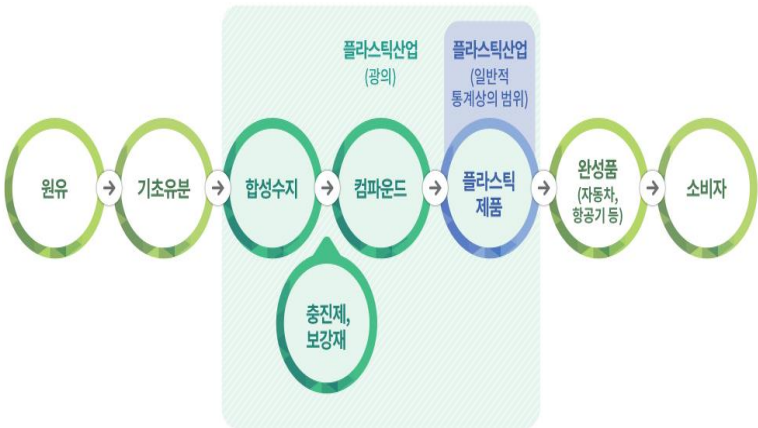 플라스틱산업
(광의)
플라스틱산업
(일반적
통계상의 범위)
원유
기초유분
합성수지
컴파운드
플라스틱
제품
완성품
(자동차,
항공기 등)
소비자
충진제,
보강재